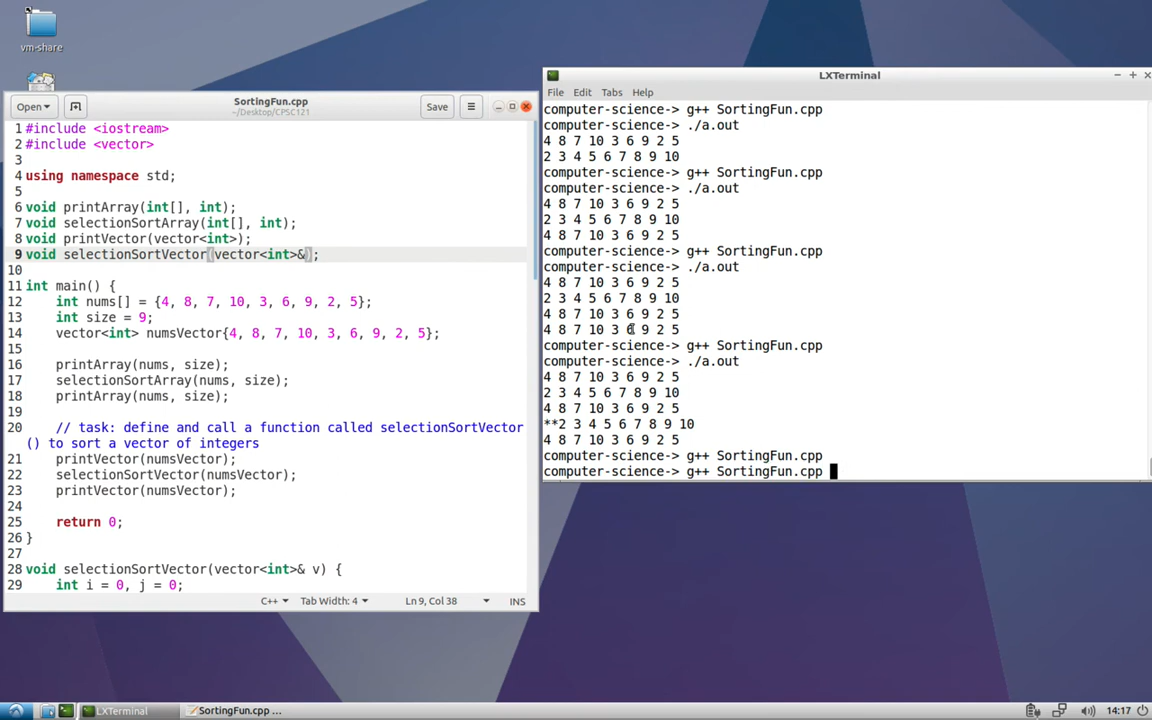 vm-share
Open
SortingFun.cpp
~/Desktop/CPSC121
Save
1 #include <iostream>
2 #include <vector>
3
4 using namespace std;
5
6 void printArray(int[], int);
7 void selectionSortArray(int[], int);
8 void printVector(vector<int>);
9 void selectionSortVector(vector<int>&);
10
11 int main() {
12 int nums[] = {4, 8, 7, 10, 3, 6, 9, 2, 5};
13 int size = 9;
14 vector<int> numsVector{4, 8, 7, 10, 3, 6, 9, 2, 5};
15
16 printArray(nums, size);
17 selectionSortArray(nums, size);
18 printArray(nums, size);
19
20 // task: define and call a function called selectionSortVector
() to sort a vector of integers
21 printVector(numsVector);
22 selectionSortVector(numsVector);
23 printVector(numsVector);
24
25 return 0;
26 }
27
28 void selectionSortVector(vector<int>& v) {
29 int i = 0, j = 0;
C++ Tab Width: 4 Ln 9, Col 38 INS
LXTerminal
File Edit Tabs Help
computer-science-> g++ SortingFun.cpp
computer-science-> ./a.out
4 8 7 10 3 6 9 2 5
2 3 4 5 6 7 8 9 10
computer-science-> g++ SortingFun.cpp
computer-science-> ./a.out
4 8 7 10 3 6 9 2 5
2 3 4 5 6 7 8 9 10
4 8 7 10 3 6 9 2 5
computer-science-> g++ SortingFun.cpp
computer-science-> ./a.out
4 8 7 10 3 6 9 2 5
2 3 4 5 6 7 8 9 10
4 8 7 10 3 6 9 2 5
4 8 7 10 3 6 9 2 5
computer-science-> g++ SortingFun.cpp
computer-science-> ./a.out
4 8 7 10 3 6 9 2 5
2 3 4 5 6 7 8 9 10
4 8 7 10 3 6 9 2 5
**2 3 4 5 6 7 8 9 10
4 8 7 10 3 6 9 2 5
computer-science-> g++ SortingFun.cpp
computer-science-> g++ SortingFun.cpp
LXTerminal
SortingFun.cpp ...
14:17